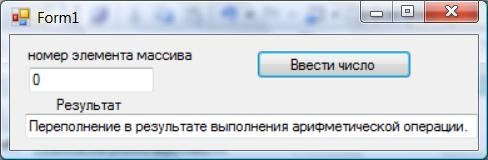 Form1
номер элемента массива
Ввести число
0
Результат
Переполнение в результате выполнения арифметической операции.